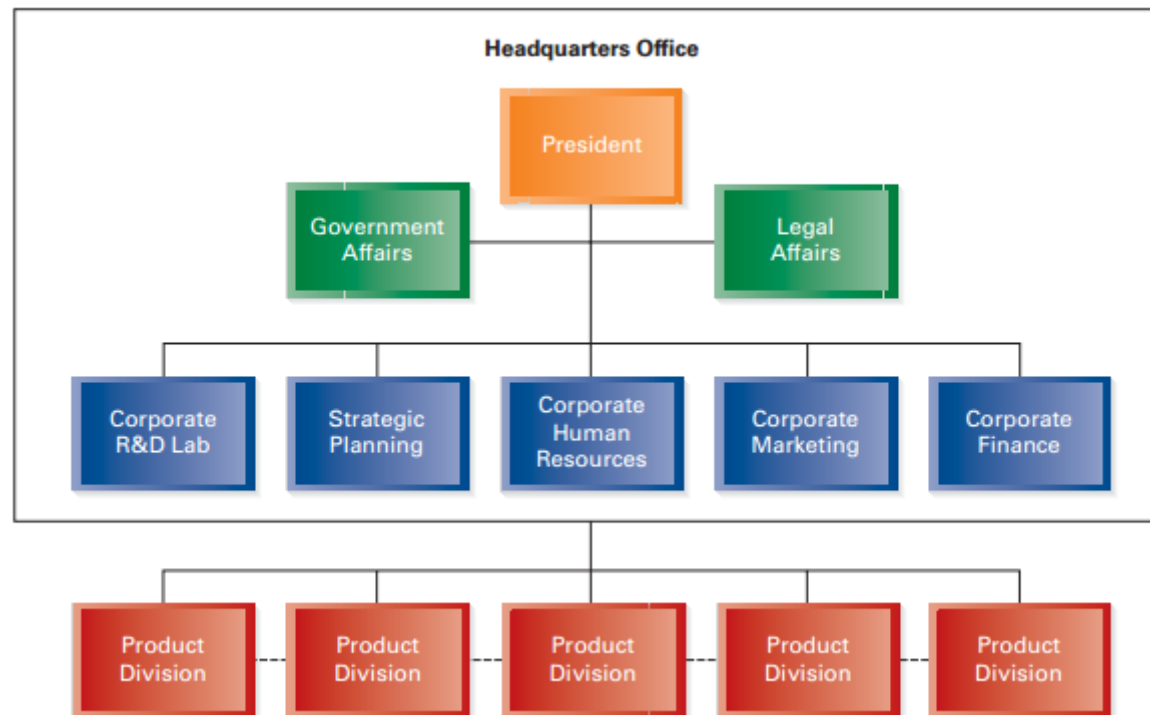 Headquarters Office
President
Government
Affairs
Legal
Affairs
Corporate
R&D Lab
Strategic
Planning
Corporate
Human
Resources
Corporate
Marketing
Corporate
Finance
Product
Division
Product
Division
Product
Division
Product
Division
Product
Division